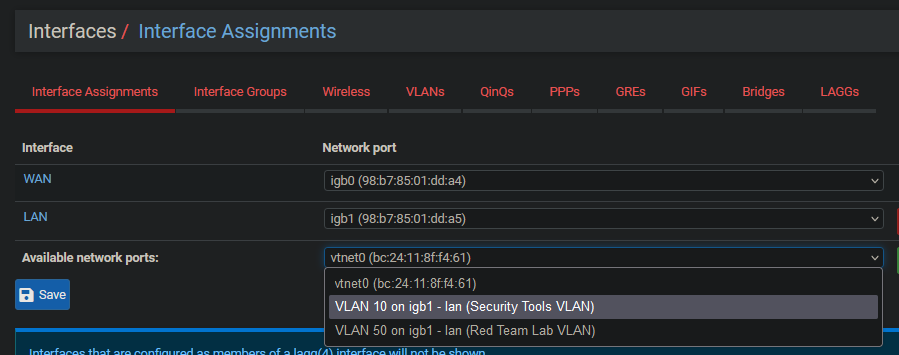 Interfaces / Interface Assignments
Interface Assignments Interface Groups Wireless VLANs QinQs PPPs GREs GIFs Bridges LAGGs
Interface Network port
WAN igb0 (98:b7:85:01:dd:a4)
LAN igb1 (98:b7:85:01:dd:a5)
Available network ports: vtnet0 (bc:24:11:8f:f4:61)
vtnet0 (bc:24:11:8f:f4:61)
Save VLAN 10 on igb1 - lan (Security Tools VLAN)
VLAN 50 on igb1 - lan (Red Team Lab VLAN)
Interfaces that are configured as members of a lagg(4) interface will not be shown.